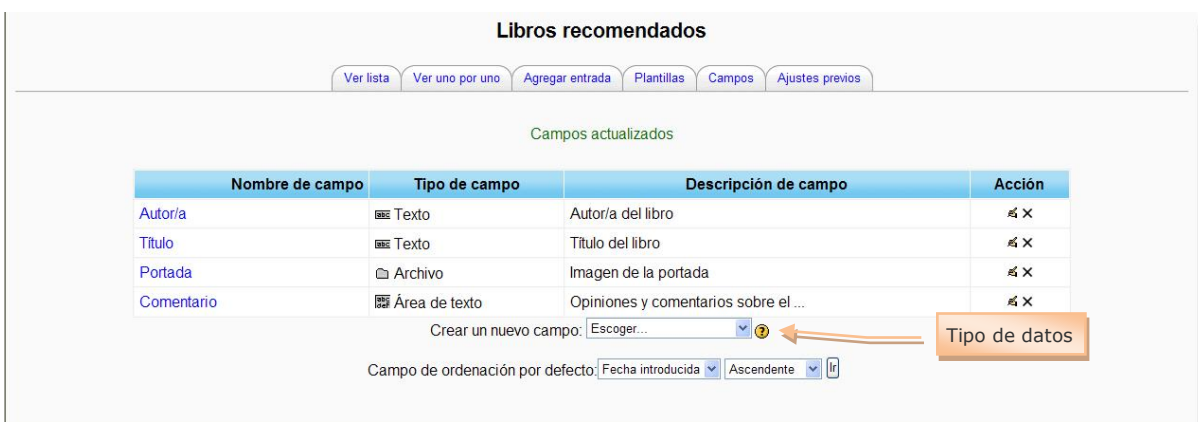 Libros recomendados
Ver lista Ver uno por uno Agregar entrada Plantillas Campos Ajustes previos
Campos actualizados
Nombre de campo Tipo de campo Descripción de campo Acción
Autor/a Texto Autor/a del libro
Título Texto Título del libro
Portada Archivo Imagen de la portada
Comentario Área de texto Opiniones y comentarios sobre el ...
Crear un nuevo campo: Escoger... ?
Tipo de datos
Campo de ordenación por defecto: Fecha introducida Ascendente Ir